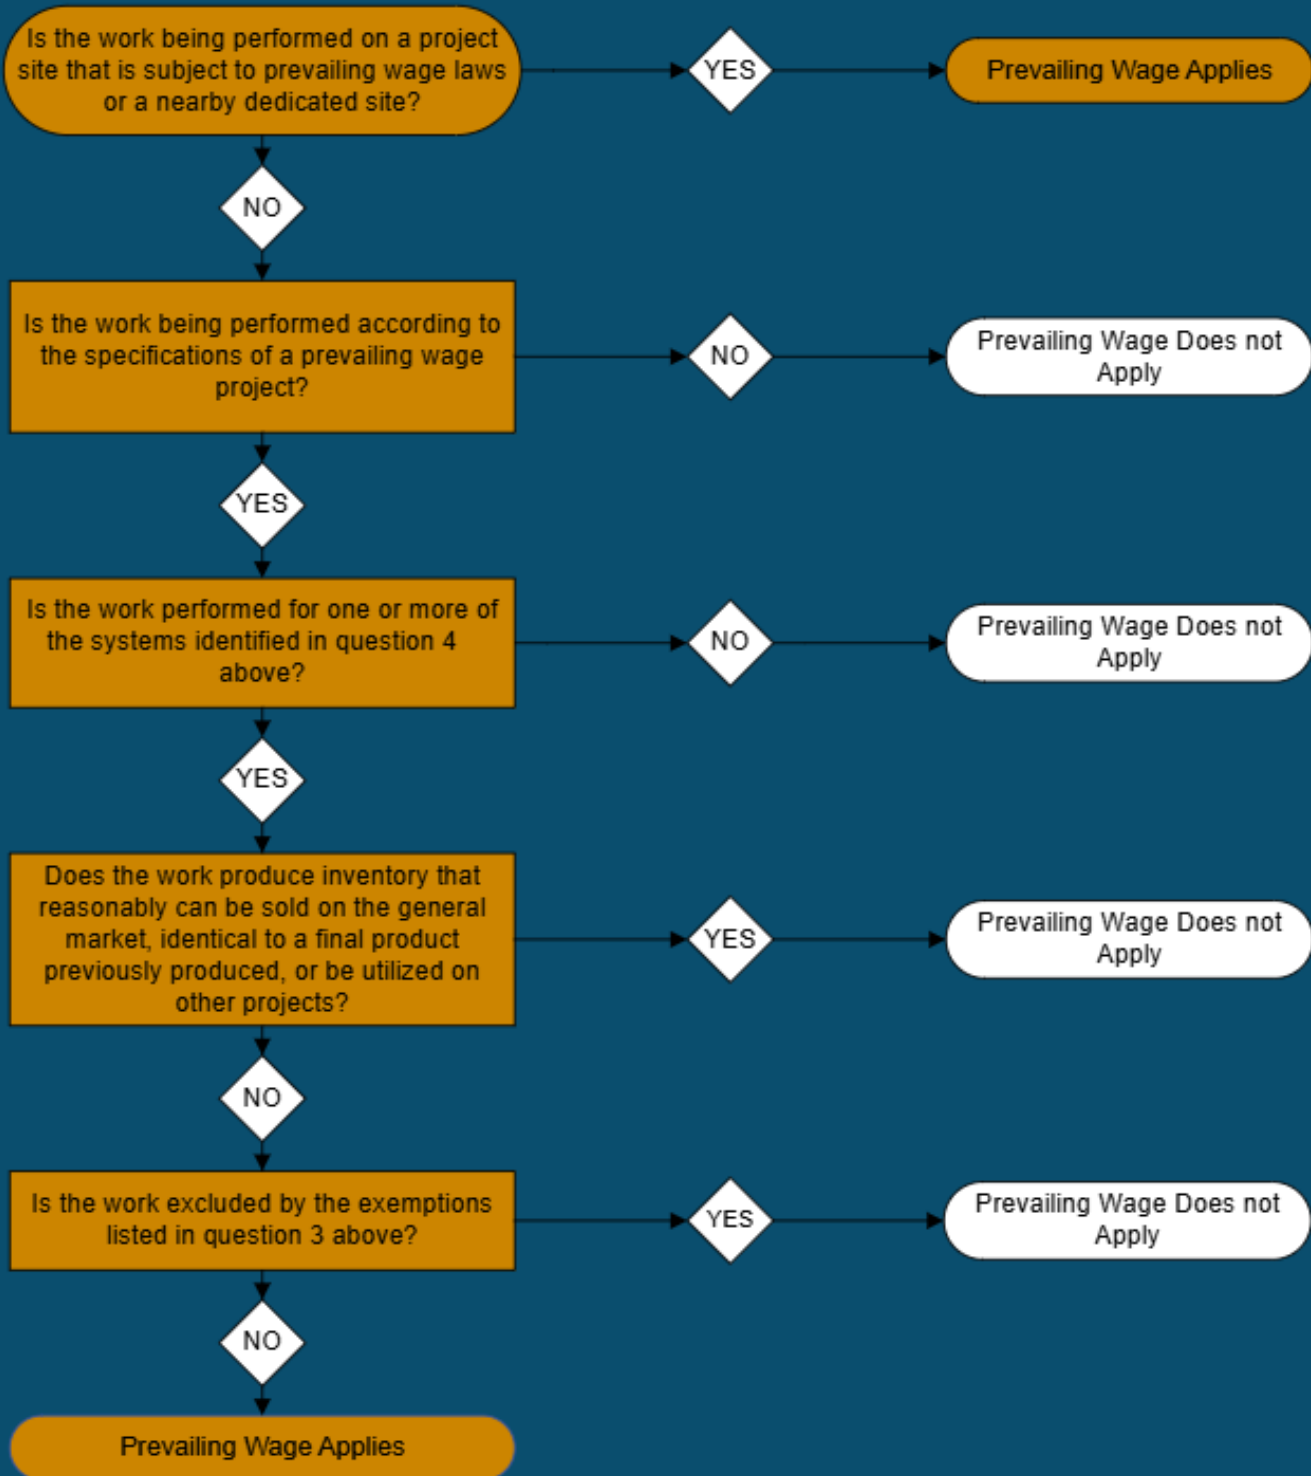 Is the work being performed on a project
site that is subject to prevailing wage laws
or a nearby dedicated site?
YES
Prevailing Wage Applies
NO
Is the work being performed according to
the specifications of a prevailing wage
project?
NO
Prevailing Wage Does not
Apply
YES
Is the work performed for one or more of
the systems identified in question 4
above?
NO
Prevailing Wage Does not
Apply
YES
Does the work produce inventory that
reasonably can be sold on the general
market, identical to a final product
previously produced, or be utilized on
other projects?
YES
Prevailing Wage Does not
Apply
NO
Is the work excluded by the exemptions
listed in question 3 above?
YES
Prevailing Wage Does not
Apply
NO
Prevailing Wage Applies